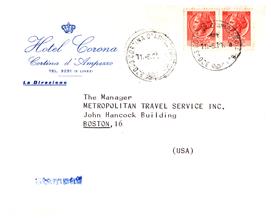 Hotel Corona
Cortina d'Ampezzo
La Direzione
The Manager
METROPOLITAN TRAVEL SERVICE INC.
John Hancock Building
BOSTON,16
(USA)